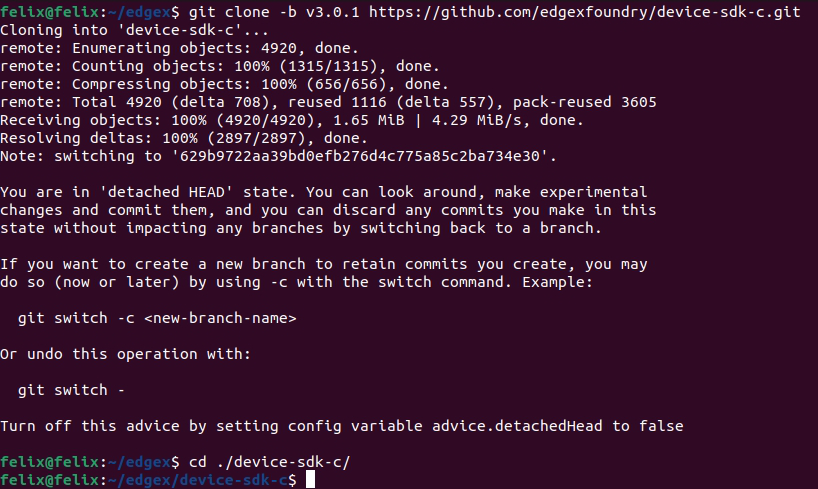 felix@felix:~/edgex$ git clone -b v3.0.1 https://github.com/edgexfoundry/device-sdk-c.git
Cloning into 'device-sdk-c'...
remote: Enumerating objects: 4920, done.
remote: Counting objects: 100% (1315/1315), done.
remote: Compressing objects: 100% (656/656), done.
remote: Total 4920 (delta 708), reused 1116 (delta 557), pack-reused 3605
Receiving objects: 100% (4920/4920), 1.65 MiB | 4.29 MiB/s, done.
Resolving deltas: 100% (2897/2897), done.
Note: switching to '629b9722aa39bd0efb276d4c775a85c2ba734e30'.

You are in 'detached HEAD' state. You can look around, make experimental
changes and commit them, and you can discard any commits you make in this
state without impacting any branches by switching back to a branch.

If you want to create a new branch to retain commits you create, you may
do so (now or later) by using -c with the switch command. Example:

  git switch -c <new-branch-name>

Or undo this operation with:

  git switch -

Turn off this advice by setting config variable advice.detachedHead to false

felix@felix:~/edgex$ cd ./device-sdk-c/
felix@felix:~/edgex/device-sdk-c$